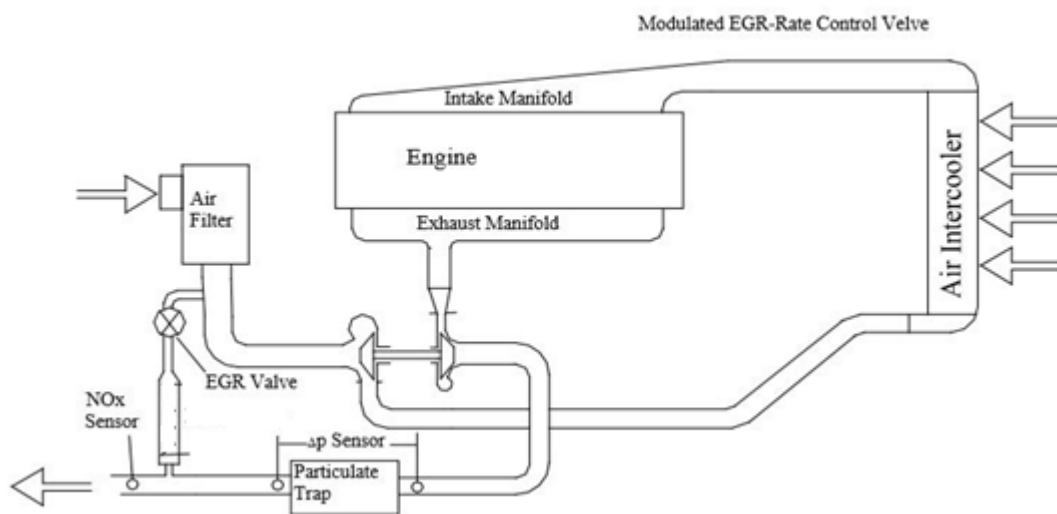 Modulated EGR-Rate Control Velve
Intake Manifold
Engine
Air Intercooler
Air
Filter
Exhaust Manifold
EGR Valve
NOx
Sensor
Δp Sensor
Particulate
Trap